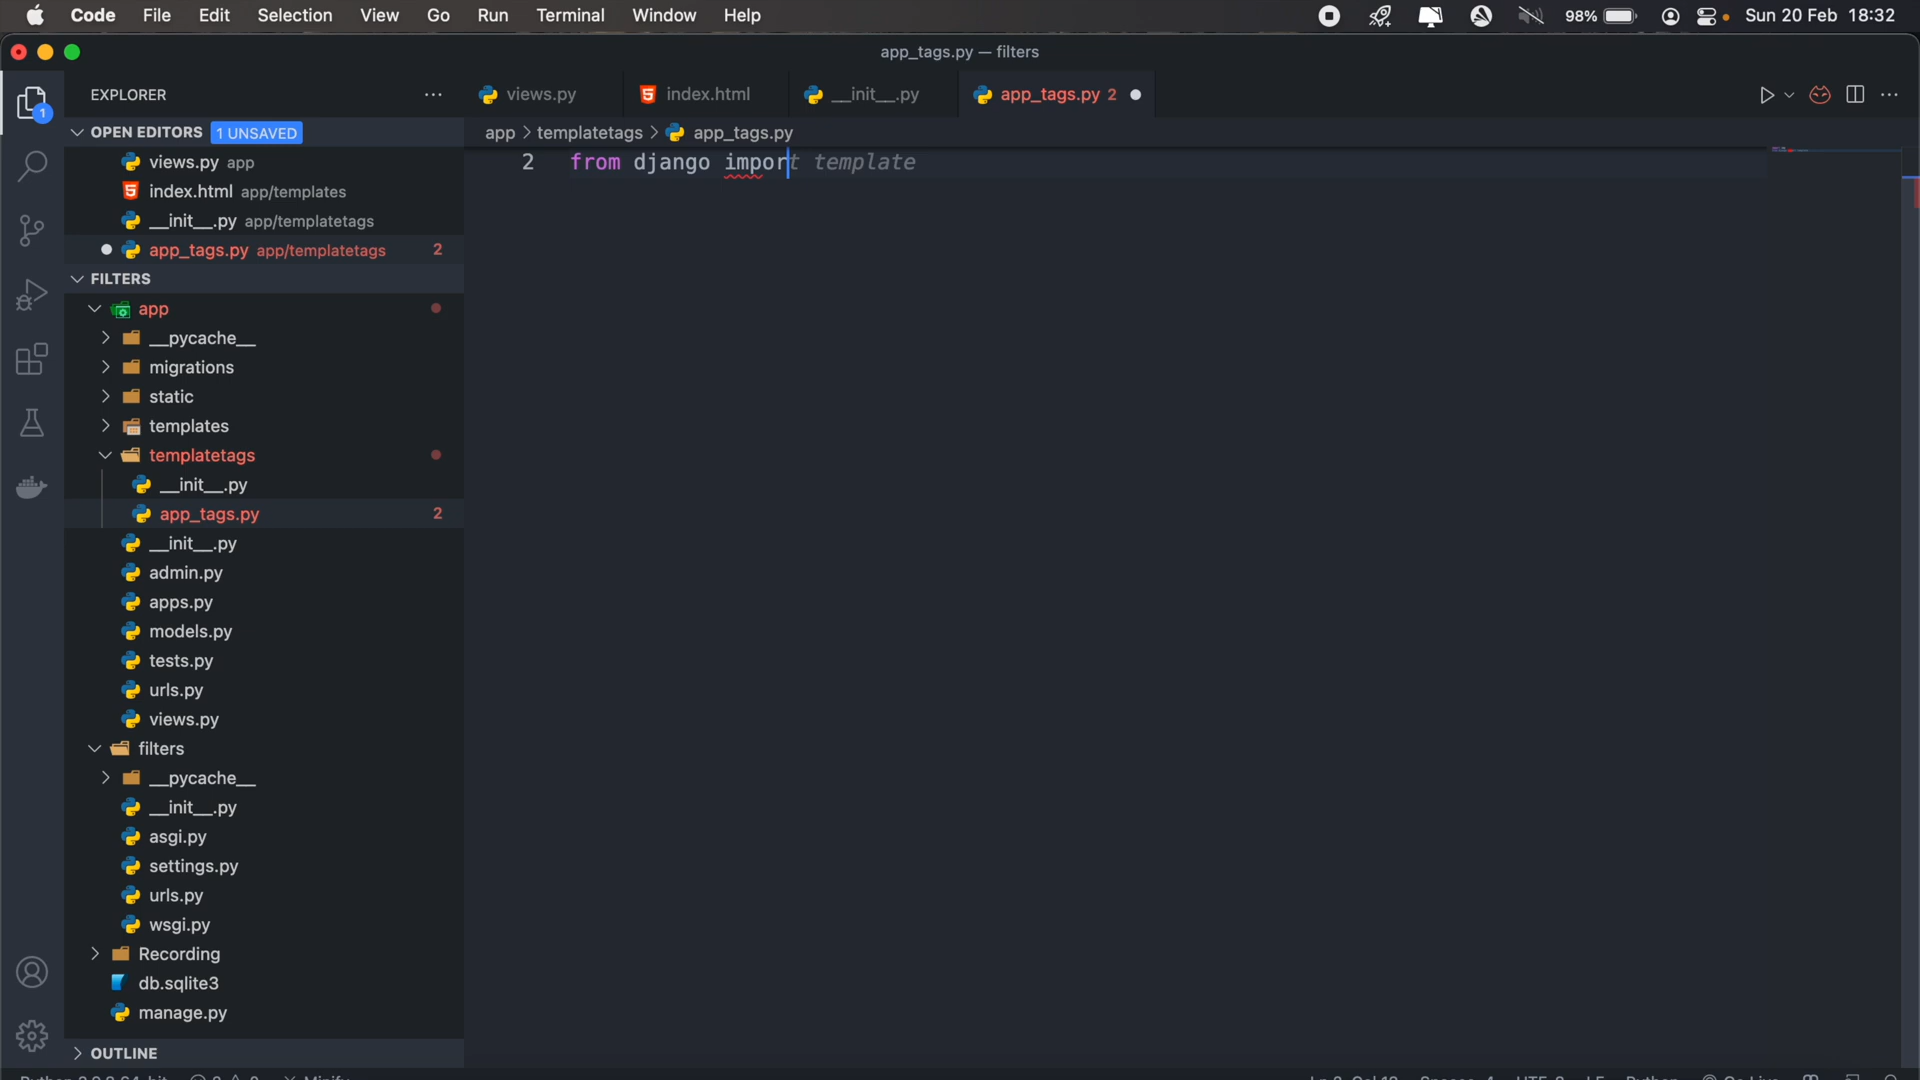 Code File Edit Selection View Go Run Terminal Window Help 98% Sun 20 Feb 18:32
app_tags.py — filters
EXPLORER
views.py index.html __init__.py app_tags.py 2
OPEN EDITORS 1 UNSAVED
app > templatetags > app_tags.py
views.py app
index.html app/templates
__init__.py app/templatetags
app_tags.py app/templatetags 2
2 from django import template
FILTERS
app
__pycache__
migrations
static
templates
templatetags
__init__.py
app_tags.py 2
__init__.py
admin.py
apps.py
models.py
tests.py
urls.py
views.py
filters
__pycache__
__init__.py
asgi.py
settings.py
urls.py
wsgi.py
Recording
db.sqlite3
manage.py
OUTLINE
1